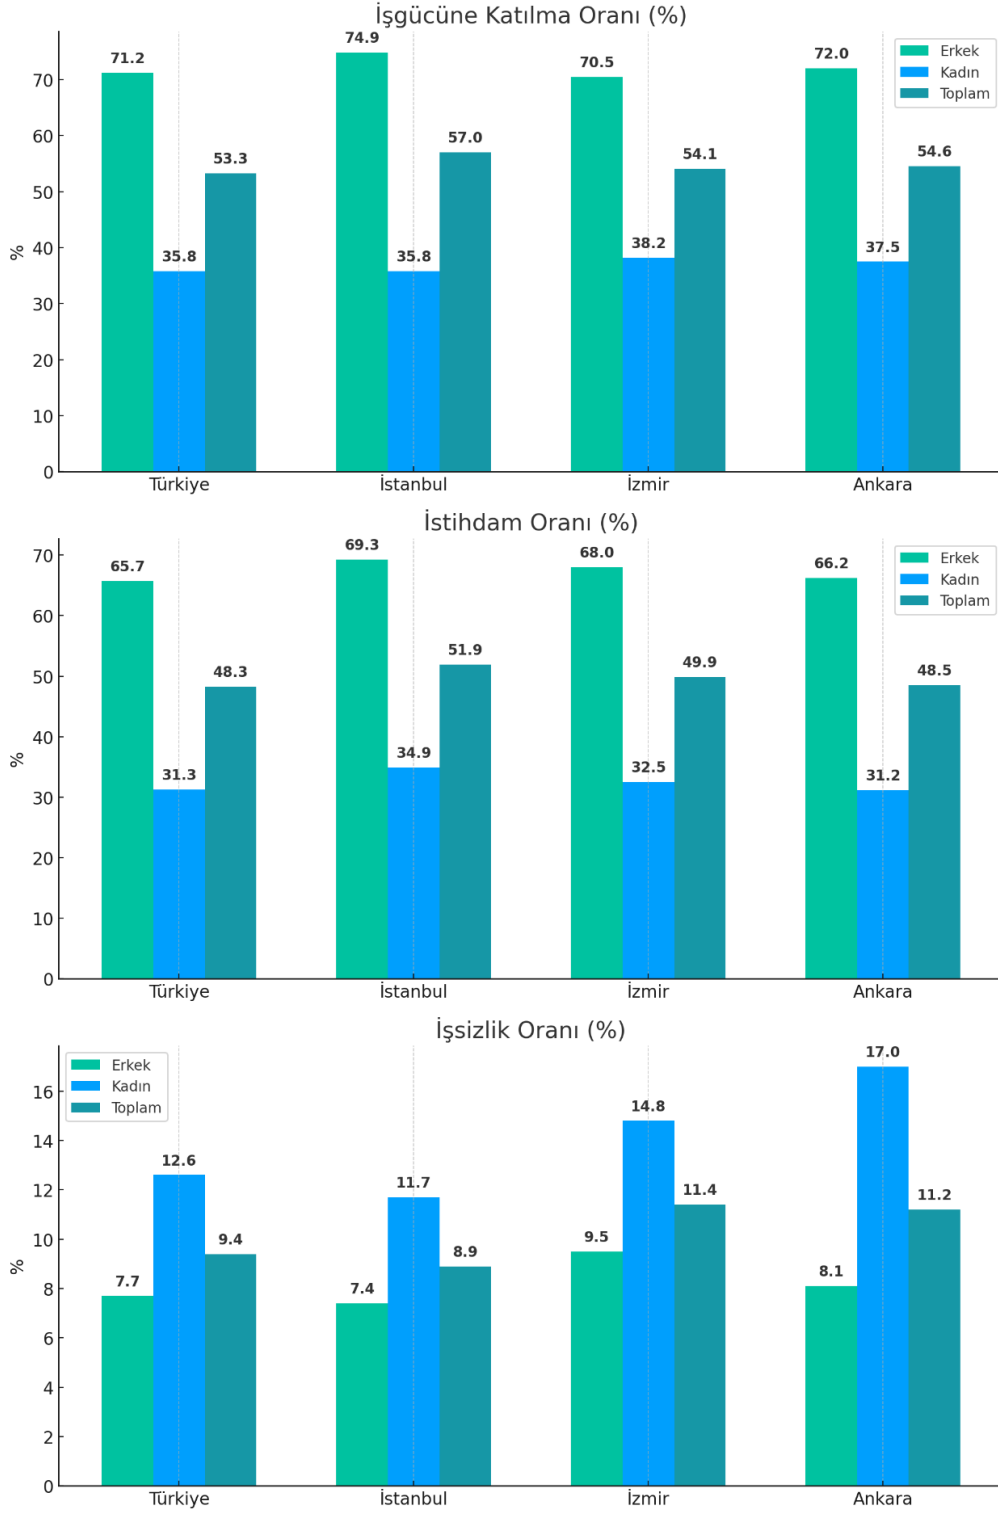 İşgücüne Katılma Oranı (%)
71.2 35.8 53.3 74.9 35.8 57.0 70.5 38.2 54.1 72.0 37.5 54.6
Erkek
Kadın
Toplam
%
70
60
50
40
30
20
10
0
Türkiye İstanbul İzmir Ankara
İstihdam Oranı (%)
65.7 31.3 48.3 69.3 34.9 51.9 68.0 32.5 49.9 66.2 31.2 48.5
Erkek
Kadın
Toplam
%
70
60
50
40
30
20
10
0
Türkiye İstanbul İzmir Ankara
İşsizlik Oranı (%)
Erkek
Kadın
Toplam
7.7 12.6 9.4 7.4 11.7 8.9 9.5 14.8 11.4 8.1 17.0 11.2
%
16
14
12
10
8
6
4
2
0
Türkiye İstanbul İzmir Ankara